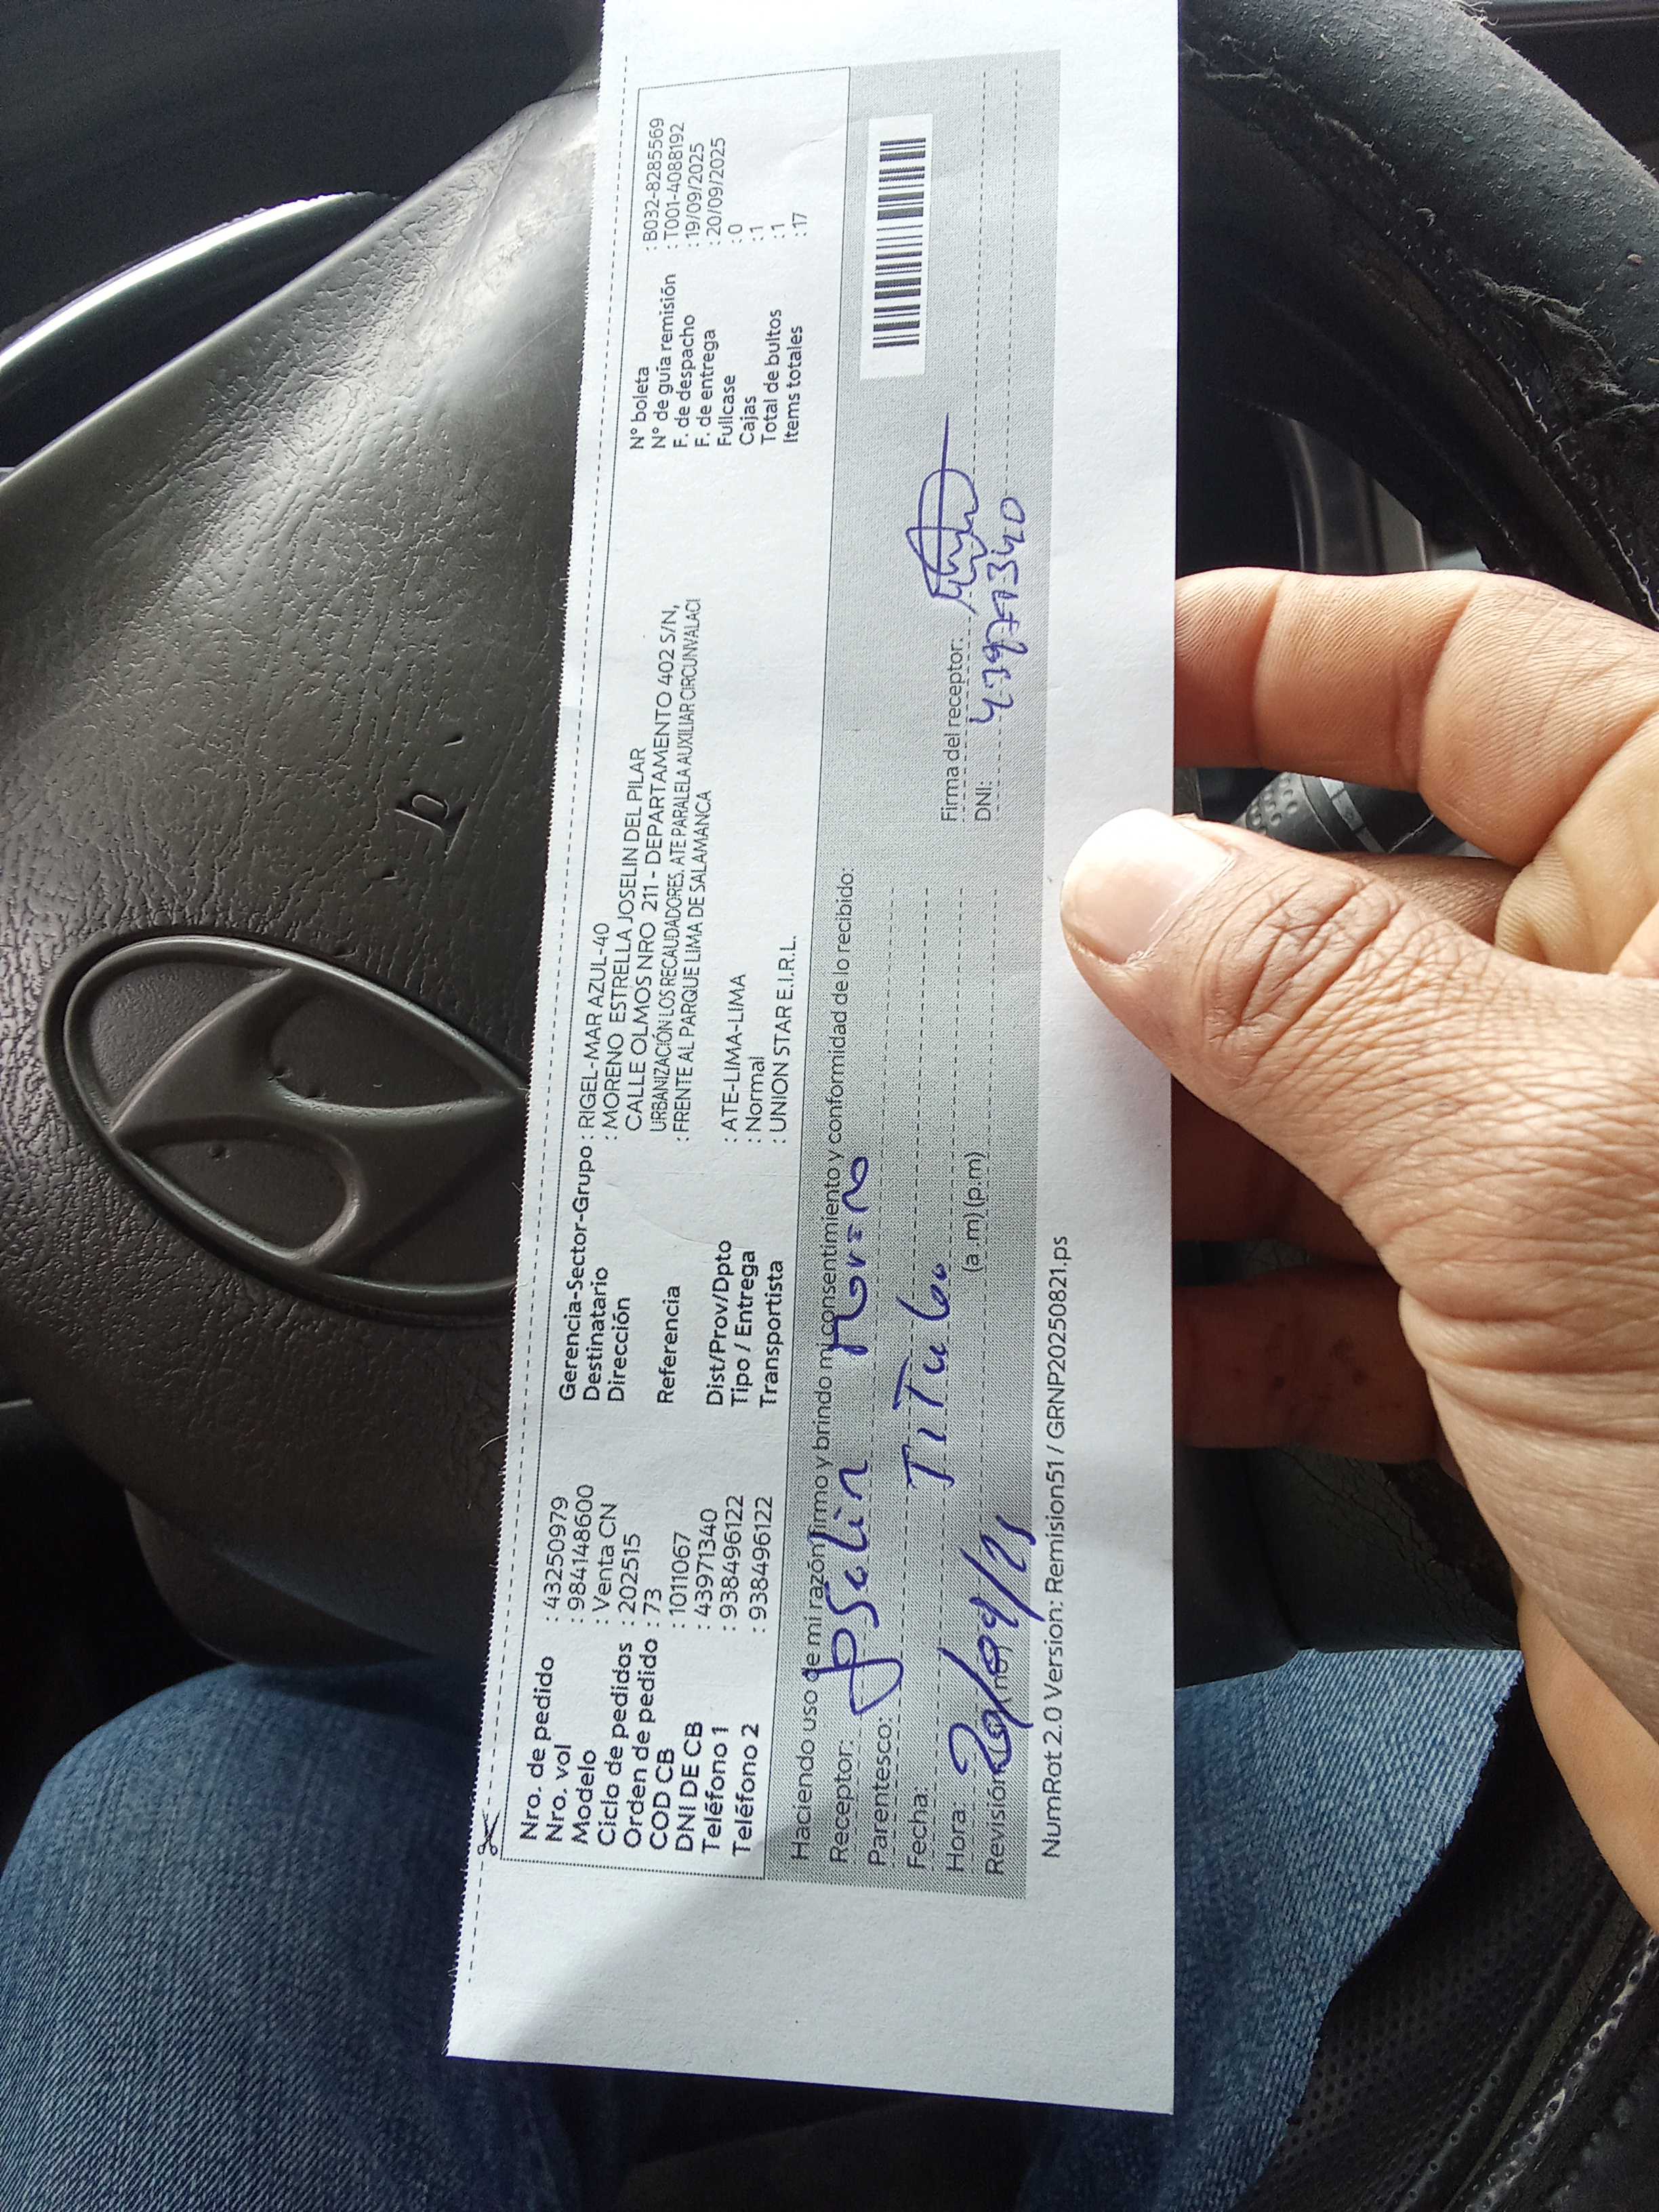 Nro. de pedido : 43250979
Nro. vol : 984148600
Modelo : Venta CN
Ciclo de pedidos : 202515
Orden de pedido : 73
COD CB : 1011067
DNI DE CB : 43971340
Teléfono 1 : 938496122
Teléfono 2 : 938496122
Gerencia-Sector-Grupo : RIGEL-MAR AZUL-40
Destinatario : MORENO ESTRELLA JOSELIN DEL PILAR
Dirección CALLE OLMOS NRO 211 - DEPARTAMENTO 402 S/N,
URBANIZACIÓN LOS RECAUDADORES, ATE PARALELA AUXILIAR CIRCUNVALACI
Referencia : FRENTE AL PARQUE LIMA DE SALAMANCA
Dist/Prov/Dpto : ATE-LIMA-LIMA
Tipo / Entrega : Normal
Transportista : UNION STAR E.I.R.L.
N° boleta : B032-8285569
N° de guía remisión : T001-4088192
F. de despacho : 19/09/2025
F. de entrega : 20/09/2025
Fullcase : 0
Cajas : 1
Total de bultos : 1
Items totales : 17
Haciendo uso de mi razón firmo y brindo mi consentimiento y conformidad de lo recibido:
Receptor: Joselin Moreno
Parentesco: Titular
Fecha: 20/09/25
Hora: (a.m) (p.m)
Revisión
Firma del receptor:
DNI: 43971340
NumRot 2.0 Version: Remision51 / GRNP20250821.ps